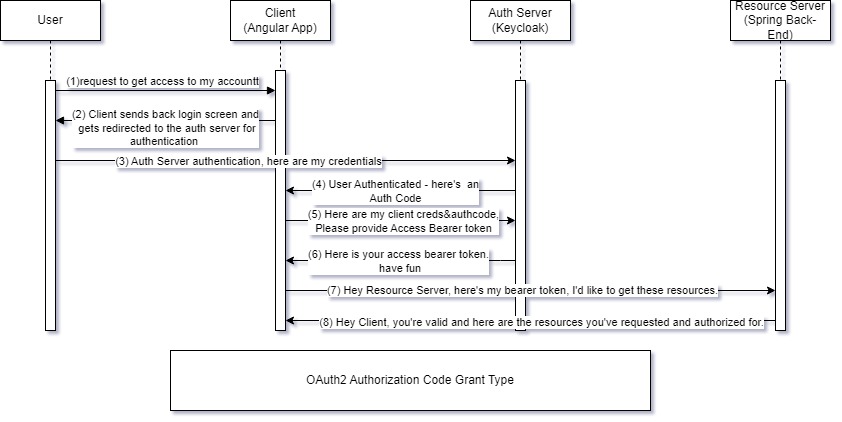 User
Client
(Angular App)
Auth Server
(Keycloak)
Resource Server
(Spring Back-
End)
(1)request to get access to my accountt
(2) Client sends back login screen and
gets redirected to the auth server for
authentication
(3) Auth Server authentication, here are my credentials
(4) User Authenticated - here's an
Auth Code
(5) Here are my client creds&authcode,
Please provide Access Bearer token
(6) Here is your access bearer token.
have fun
(7) Hey Resource Server, here's my bearer token, I'd like to get these resources.
(8) Hey Client, you're valid and here are the resources you've requested and authorized for.
OAuth2 Authorization Code Grant Type